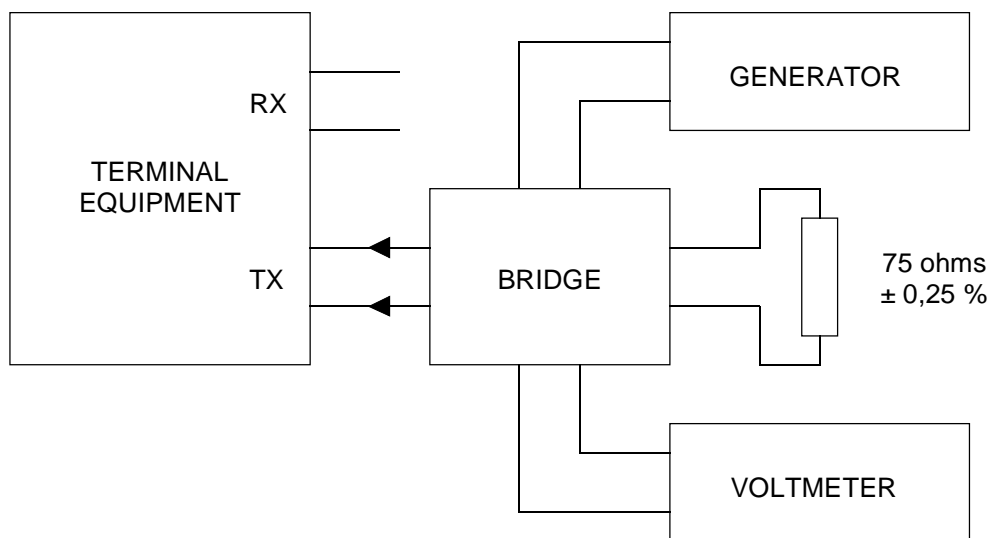 GENERATOR
RX
TERMINAL
EQUIPMENT
TX
BRIDGE
75 ohms
± 0,25 %
VOLTMETER